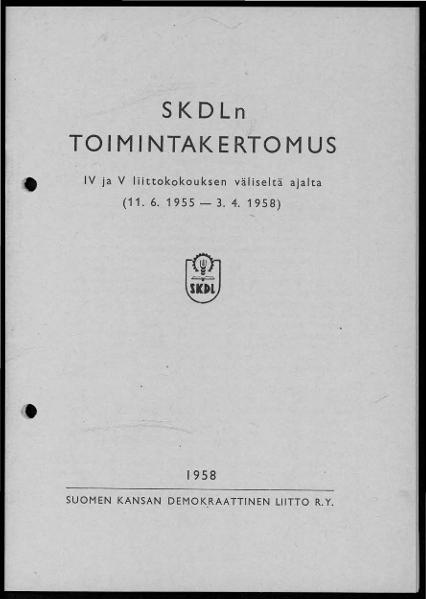 SKDLn
TOIMINTAKERTOMUS
IV ja V liittokokouksen väliseltä ajalta
(11. 6. 1955 — 3. 4. 1958)
SKDL
1958
SUOMEN KANSAN DEMOKRAATTINEN LIITTO R.Y.